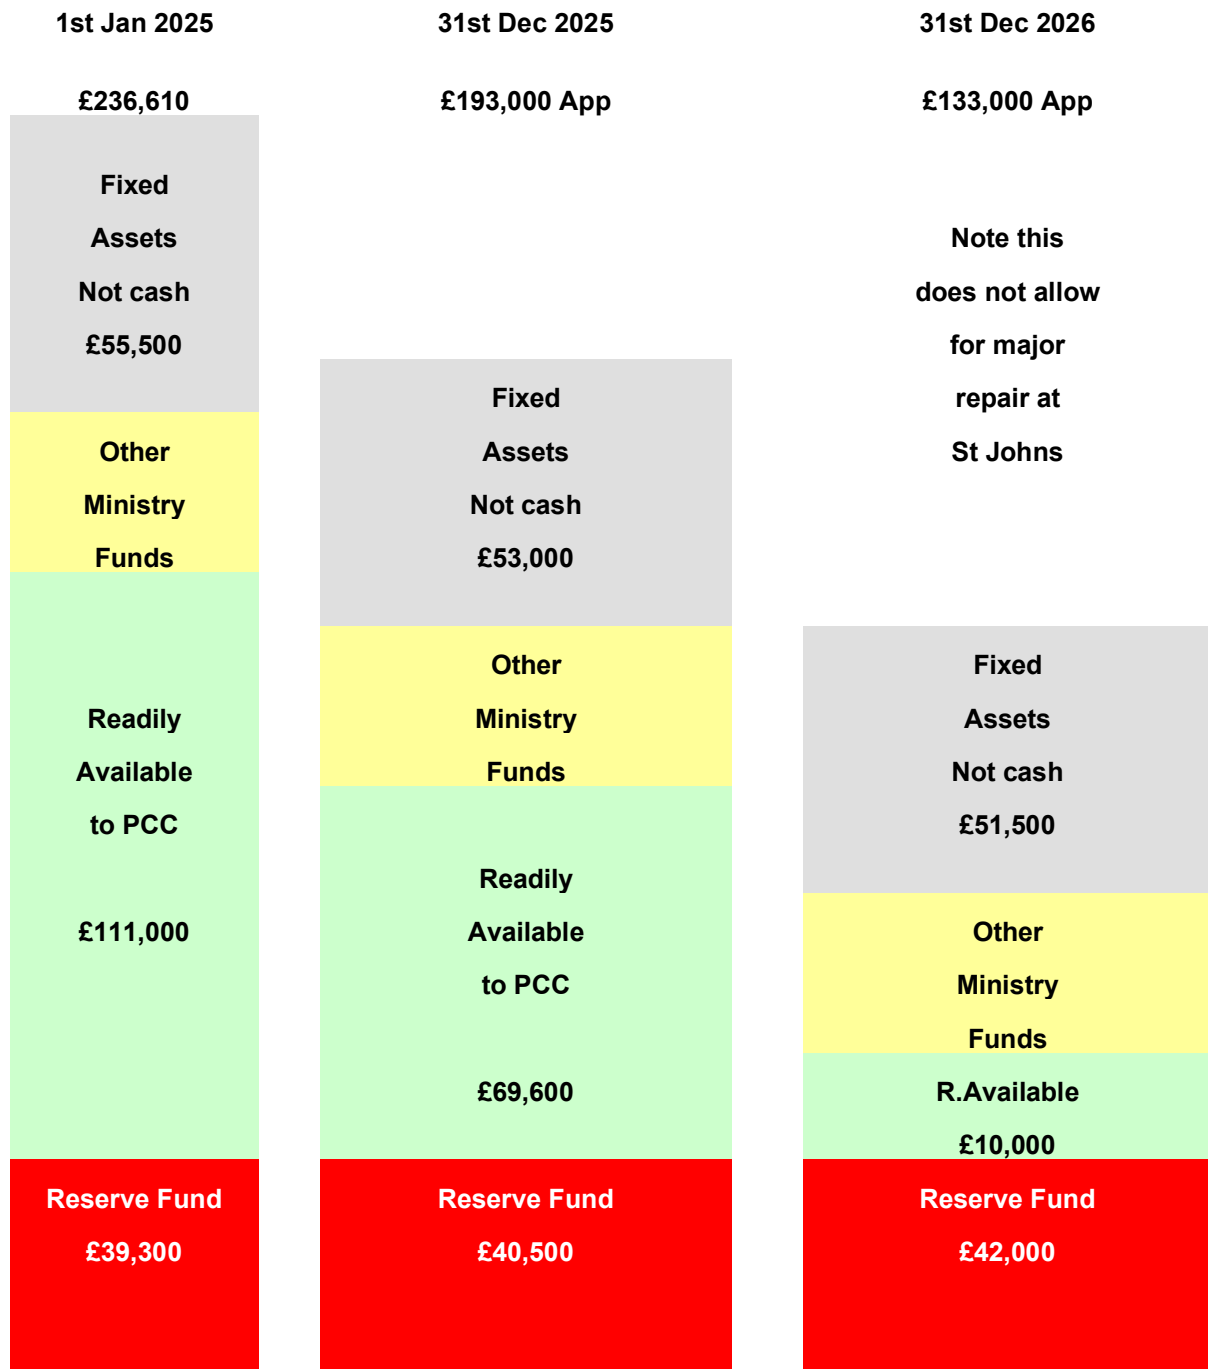 1st Jan 2025
31st Dec 2025
31st Dec 2026
£236,610
£193,000 App
£133,000 App
Fixed
Assets
Not cash
£55,500
Other
Ministry
Funds
Readily
Available
to PCC
£111,000
Reserve Fund
£39,300
Fixed
Assets
Not cash
£53,000
Other
Ministry
Funds
Readily
Available
to PCC
£69,600
Reserve Fund
£40,500
Note this
does not allow
for major
repair at
St Johns
Fixed
Assets
Not cash
£51,500
Other
Ministry
Funds
R.Available
£10,000
Reserve Fund
£42,000